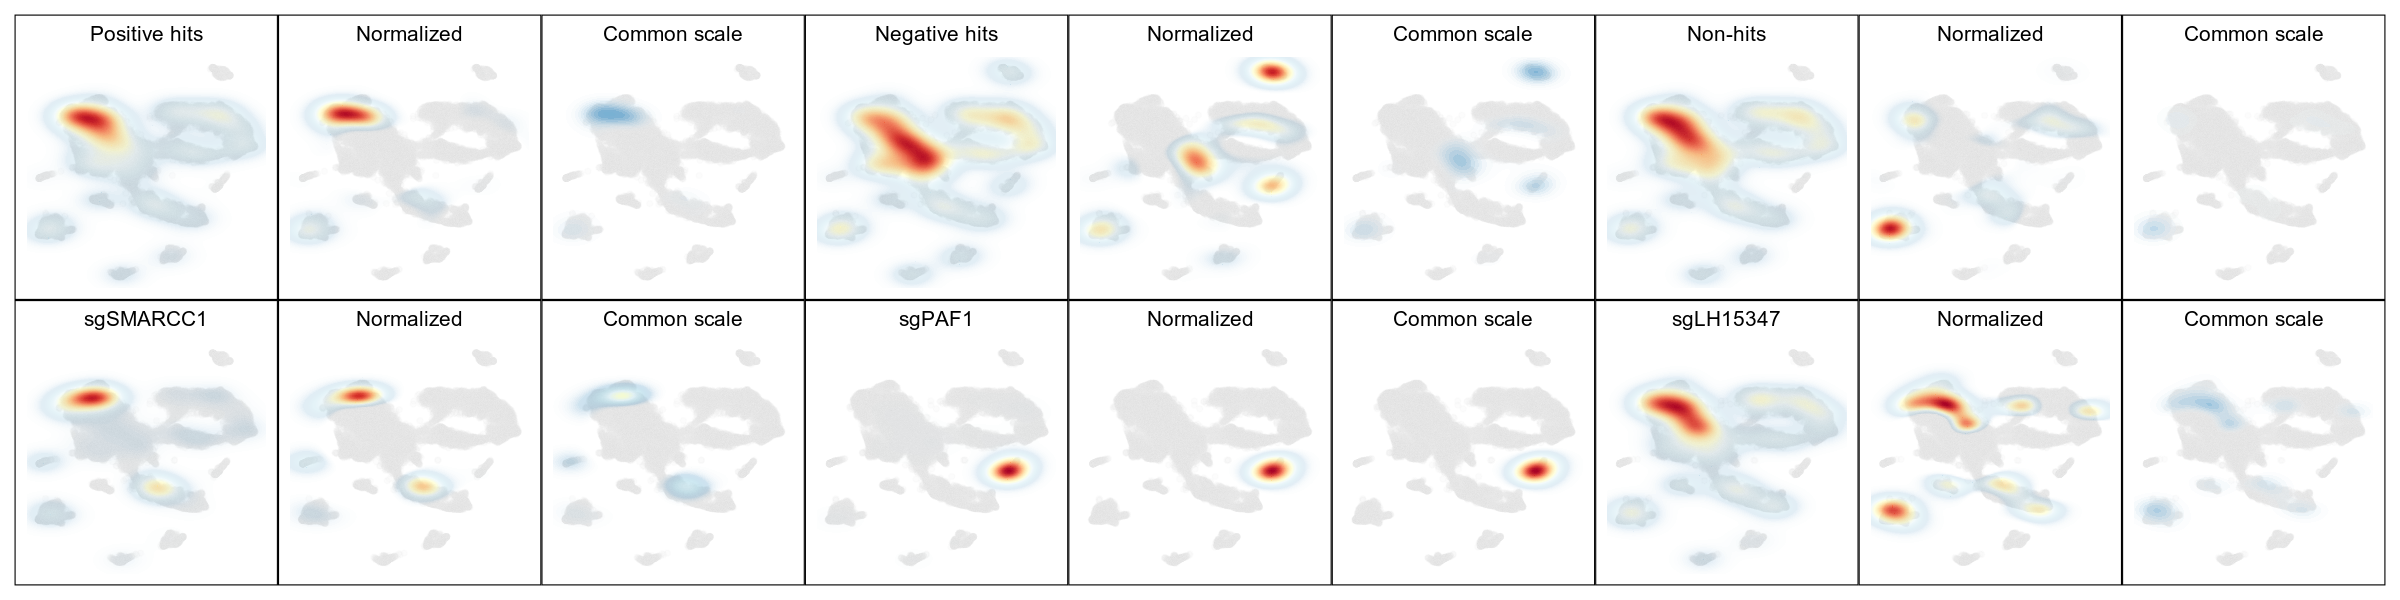 Positive hits
Normalized
Common scale
Negative hits
Normalized
Common scale
Non-hits
Normalized
Common scale
sgSMARCC1
Normalized
Common scale
sgPAF1
Normalized
Common scale
sgLH15347
Normalized
Common scale